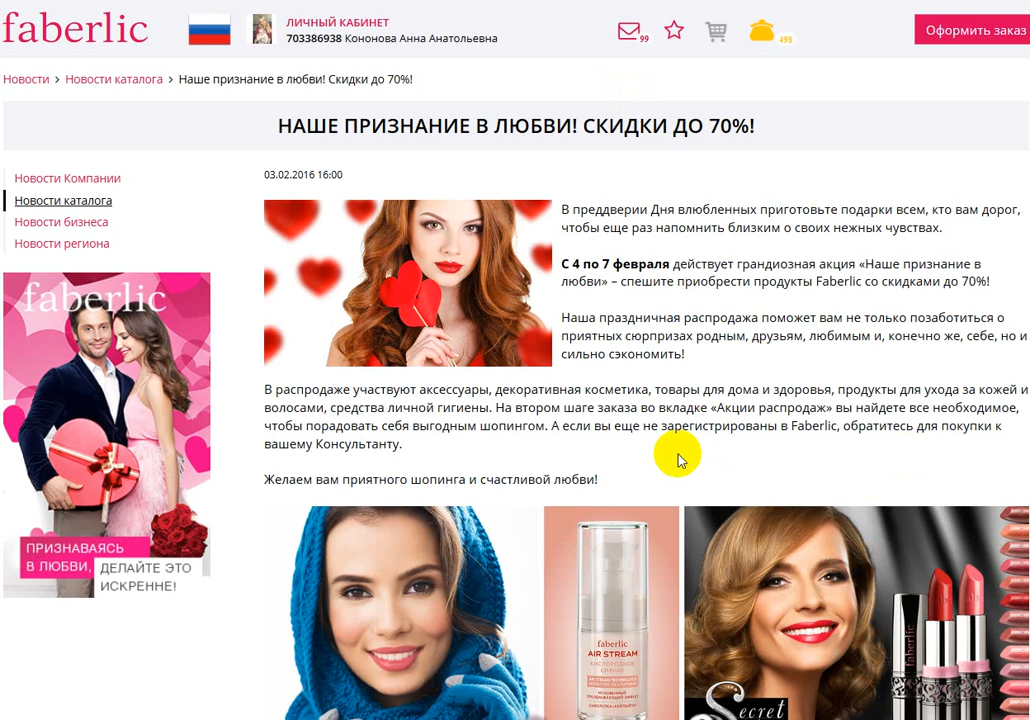 faberlic
ЛИЧНЫЙ КАБИНЕТ
703386938 Кононова Анна Анатольевна
99
498
Оформить заказ
Новости > Новости каталога > Наше признание в любви! Скидки до 70%!
НАШЕ ПРИЗНАНИЕ В ЛЮБВИ! СКИДКИ ДО 70%!
Новости Компании
Новости каталога
Новости бизнеса
Новости региона
faberlic
ПРИЗНАВАЯСЬ
В ЛЮБВИ,
ДЕЛАЙТЕ ЭТО
ИСКРЕННЕ!
03.02.2016 16:00
В преддверии Дня влюбленных приготовьте подарки всем, кто вам дорог,
чтобы еще раз напомнить близким о своих нежных чувствах.
С 4 по 7 февраля действует грандиозная акция «Наше признание в
любви» – спешите приобрести продукты Faberlic со скидками до 70%!
Наша праздничная распродажа поможет вам не только позаботиться о
приятных сюрпризах родным, друзьям, любимым и, конечно же, себе, но и
сильно сэкономить!
В распродаже участвуют аксессуары, декоративная косметика, товары для дома и здоровья, продукты для ухода за кожей и
волосами, средства личной гигиены. На втором шаге заказа во вкладке «Акции распродаж» вы найдете все необходимое,
чтобы порадовать себя выгодным шопингом. А если вы еще не зарегистрированы в Faberlic, обратитесь для покупки к
вашему Консультанту.
Желаем вам приятного шопинга и счастливой любви!
faberlic
AIR STREAM
КИСЛОРОДНОЕ
СИЯНИЕ
faberlic
Secret